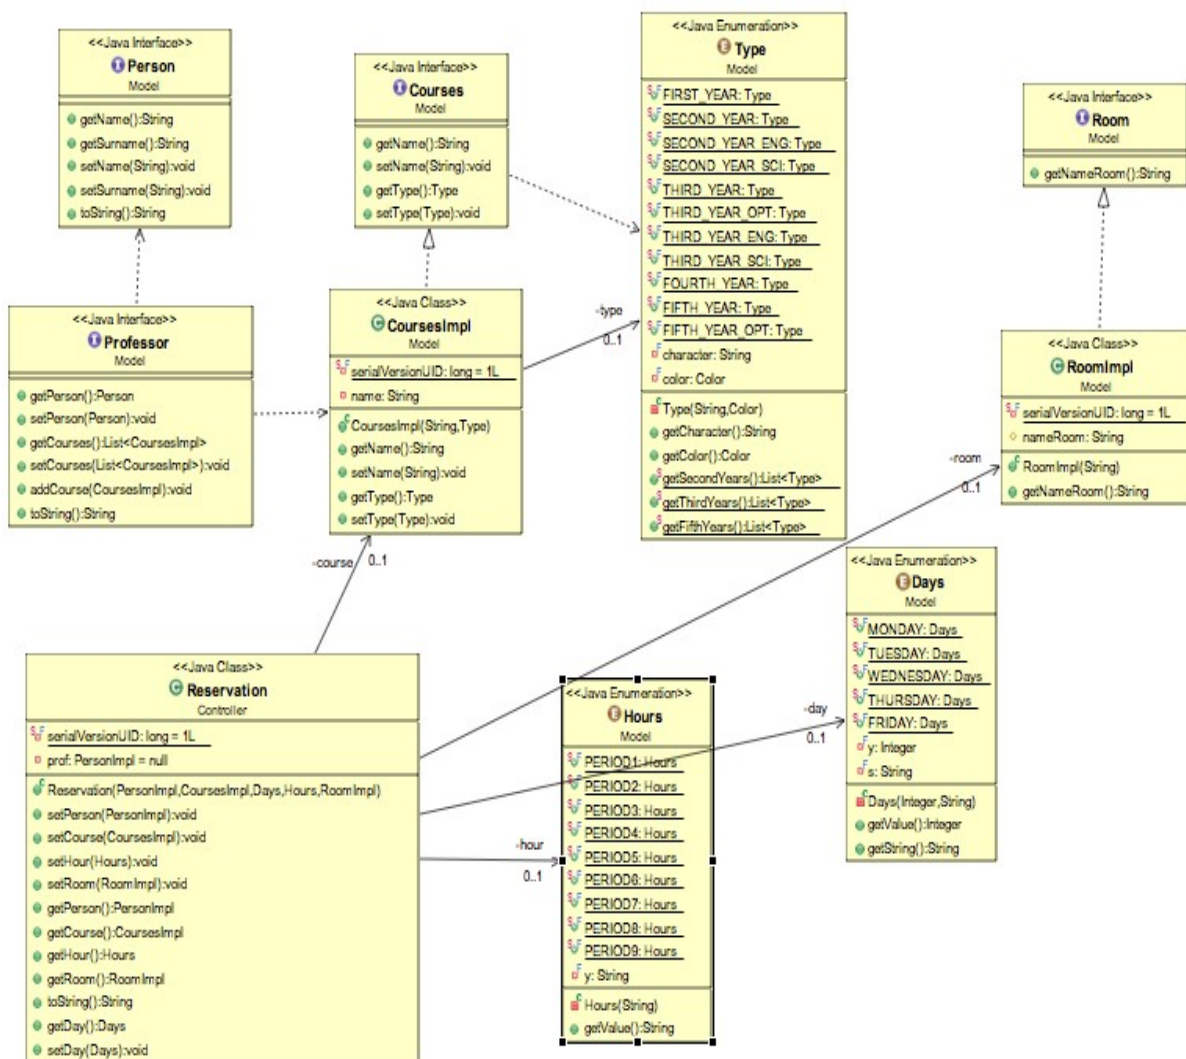 <<Java Interface>>
Person
Model
getName():String
getSurname():String
setName(String):void
setSurname(String):void
toString():String
<<Java Interface>>
Courses
Model
getName():String
setName(String):void
getType():Type
setType(Type):void
<<Java Enumeration>>
Type
Model
FIRST_YEAR: Type
SECOND_YEAR: Type
SECOND_YEAR_ENG: Type
SECOND_YEAR_SCI: Type
THIRD_YEAR: Type
THIRD_YEAR_OPT: Type
THIRD_YEAR_ENG: Type
THIRD_YEAR_SCI: Type
FOURTH_YEAR: Type
FIFTH_YEAR: Type
FIFTH_YEAR_OPT: Type
character: String
color: Color
Type(String,Color)
getCharacter():String
getColor():Color
getSecondYears():List<Type>
getThirdYears():List<Type>
getFifthYears():List<Type>
<<Java Interface>>
Room
Model
getNameRoom():String
<<Java Interface>>
Professor
Model
getPerson():Person
setPerson(Person):void
getCourses():List<CoursesImpl>
setCourses(List<CoursesImpl>):void
addCourse(CoursesImpl):void
toString():String
<<Java Class>>
CoursesImpl
Model
serialVersionUID: long = 1L
name: String
CoursesImpl(String,Type)
getName():String
setName(String):void
getType():Type
setType(Type):void
-type
0..1
<<Java Class>>
RoomImpl
Model
serialVersionUID: long = 1L
nameRoom: String
RoomImpl(String)
getNameRoom():String
-room
0..1
-course
0..1
<<Java Enumeration>>
Days
Model
MONDAY: Days
TUESDAY: Days
WEDNESDAY: Days
THURSDAY: Days
FRIDAY: Days
y: Integer
s: String
Days(Integer,String)
getValue():Integer
getString():String
<<Java Class>>
Reservation
Controller
serialVersionUID: long = 1L
prof: PersonImpl = null
Reservation(PersonImpl,CoursesImpl,Days,Hours,RoomImpl)
setPerson(PersonImpl):void
setCourse(CoursesImpl):void
setHour(Hours):void
setRoom(RoomImpl):void
getPerson():PersonImpl
getCourse():CoursesImpl
getHour():Hours
getRoom():RoomImpl
toString():String
getDay():Days
setDay(Days):void
-day
0..1
-hour
0..1
<<Java Enumeration>>
Hours
Model
PERIOD1: Hours
PERIOD2: Hours
PERIOD3: Hours
PERIOD4: Hours
PERIOD5: Hours
PERIOD6: Hours
PERIOD7: Hours
PERIOD8: Hours
PERIOD9: Hours
y: String
Hours(String)
getValue():String